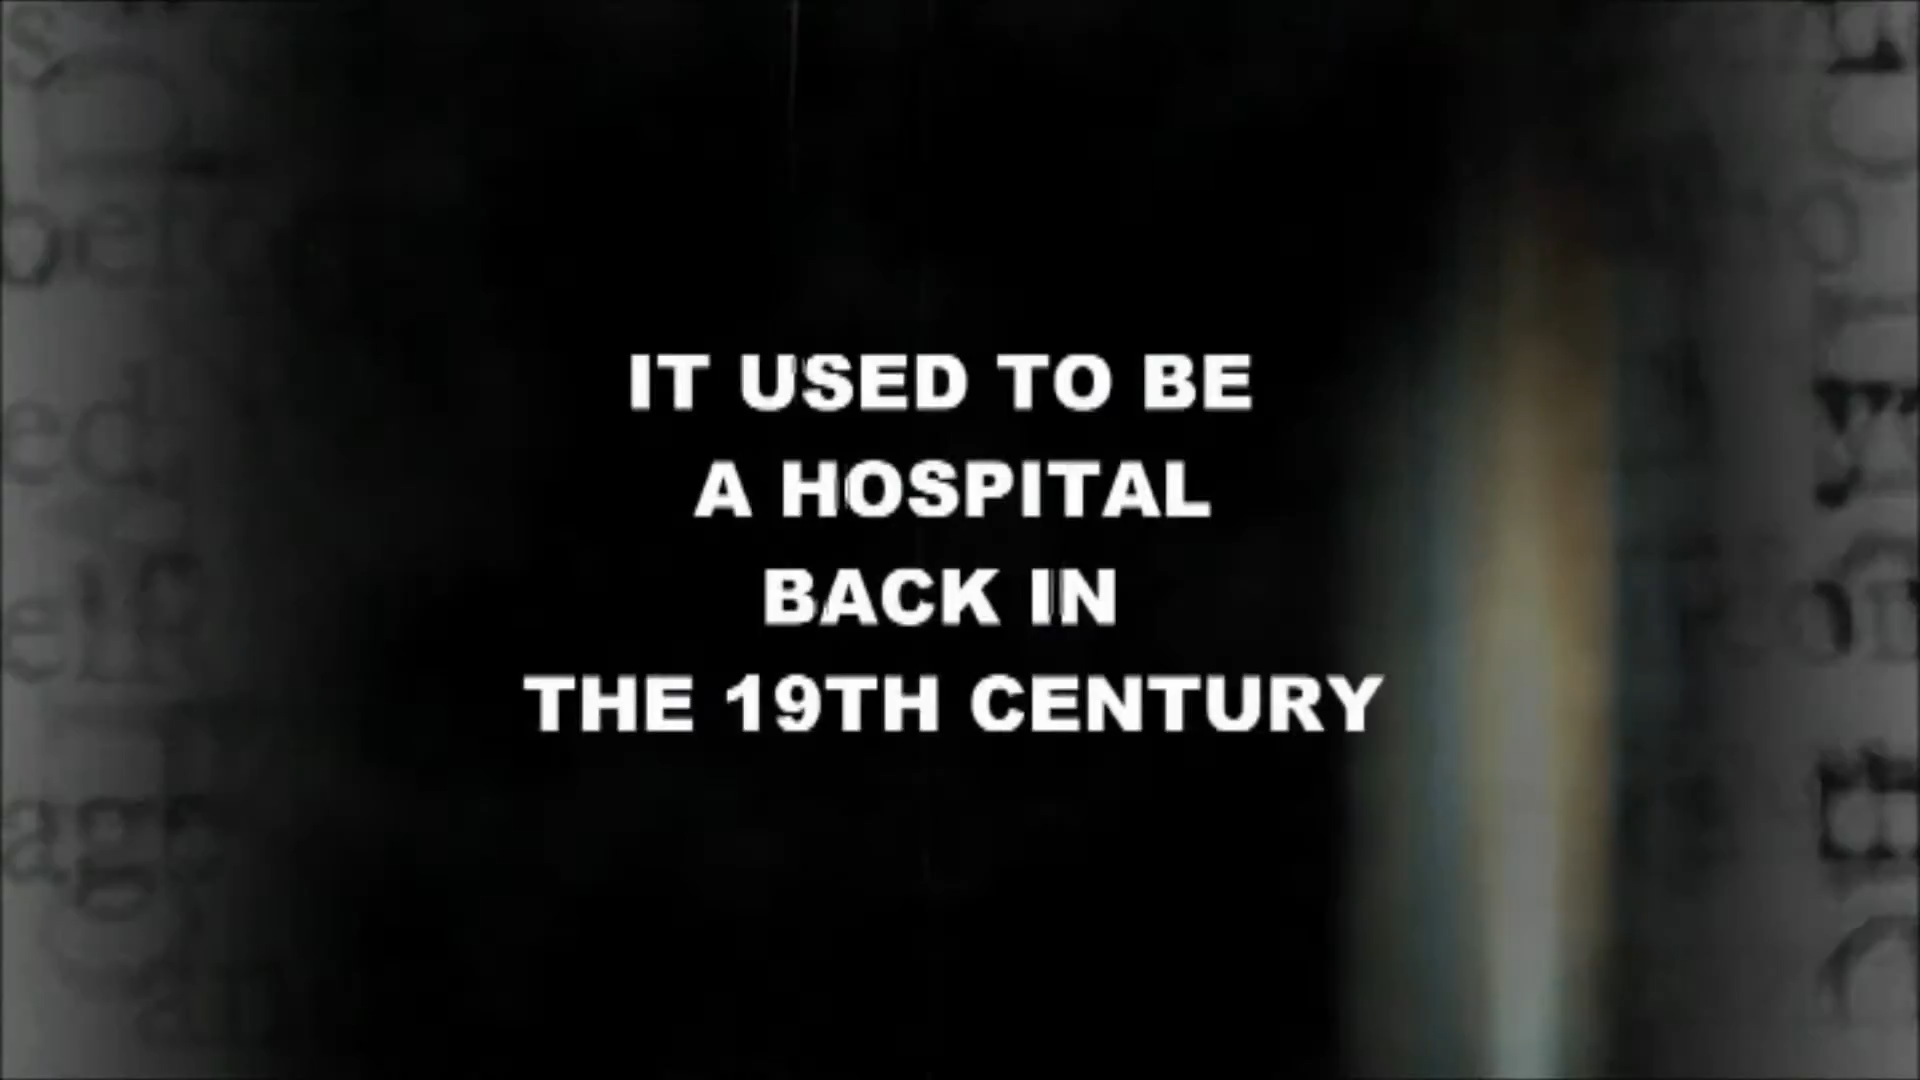 IT USED TO BE
A HOSPITAL
BACK IN
THE 19TH CENTURY